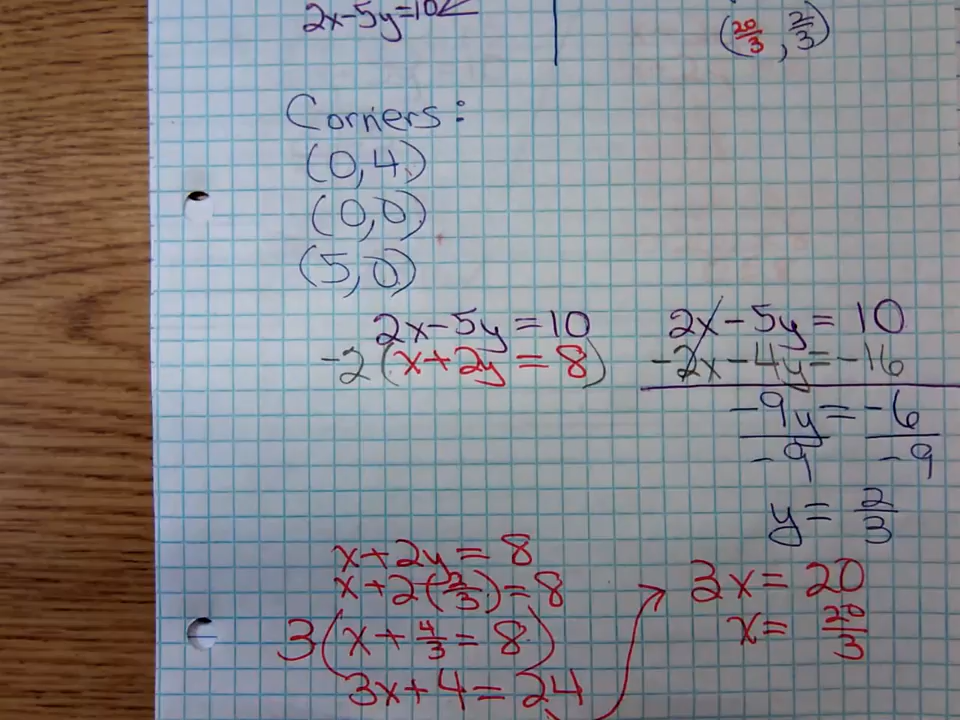 2x-5y=10
(20/3, 2/3)
Corners:
(0,4)
(0,0)
(5,0)
2x-5y=10
-2(x+2y=8)
2x-5y=10
-2x-4y=-16
-9y=-6
-9 -9
y=2/3
x+2y=8
x+2(2/3)=8
3(x+4/3=8)
3x+4=24
3x=20
x=20/3